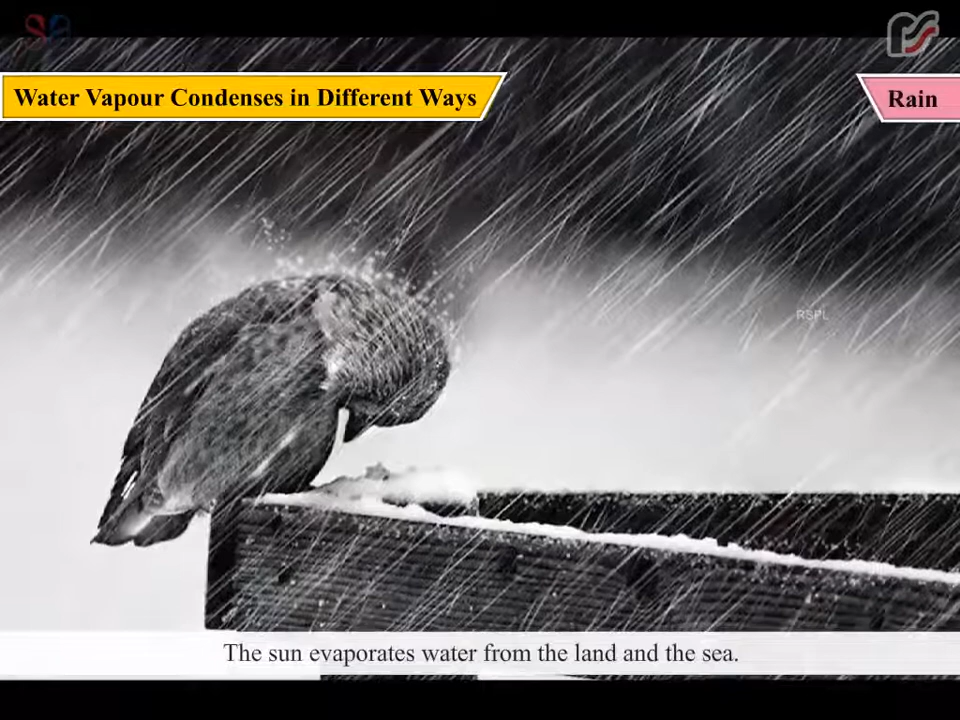 Water Vapour Condenses in Different Ways
Rain
RSPL
The sun evaporates water from the land and the sea.